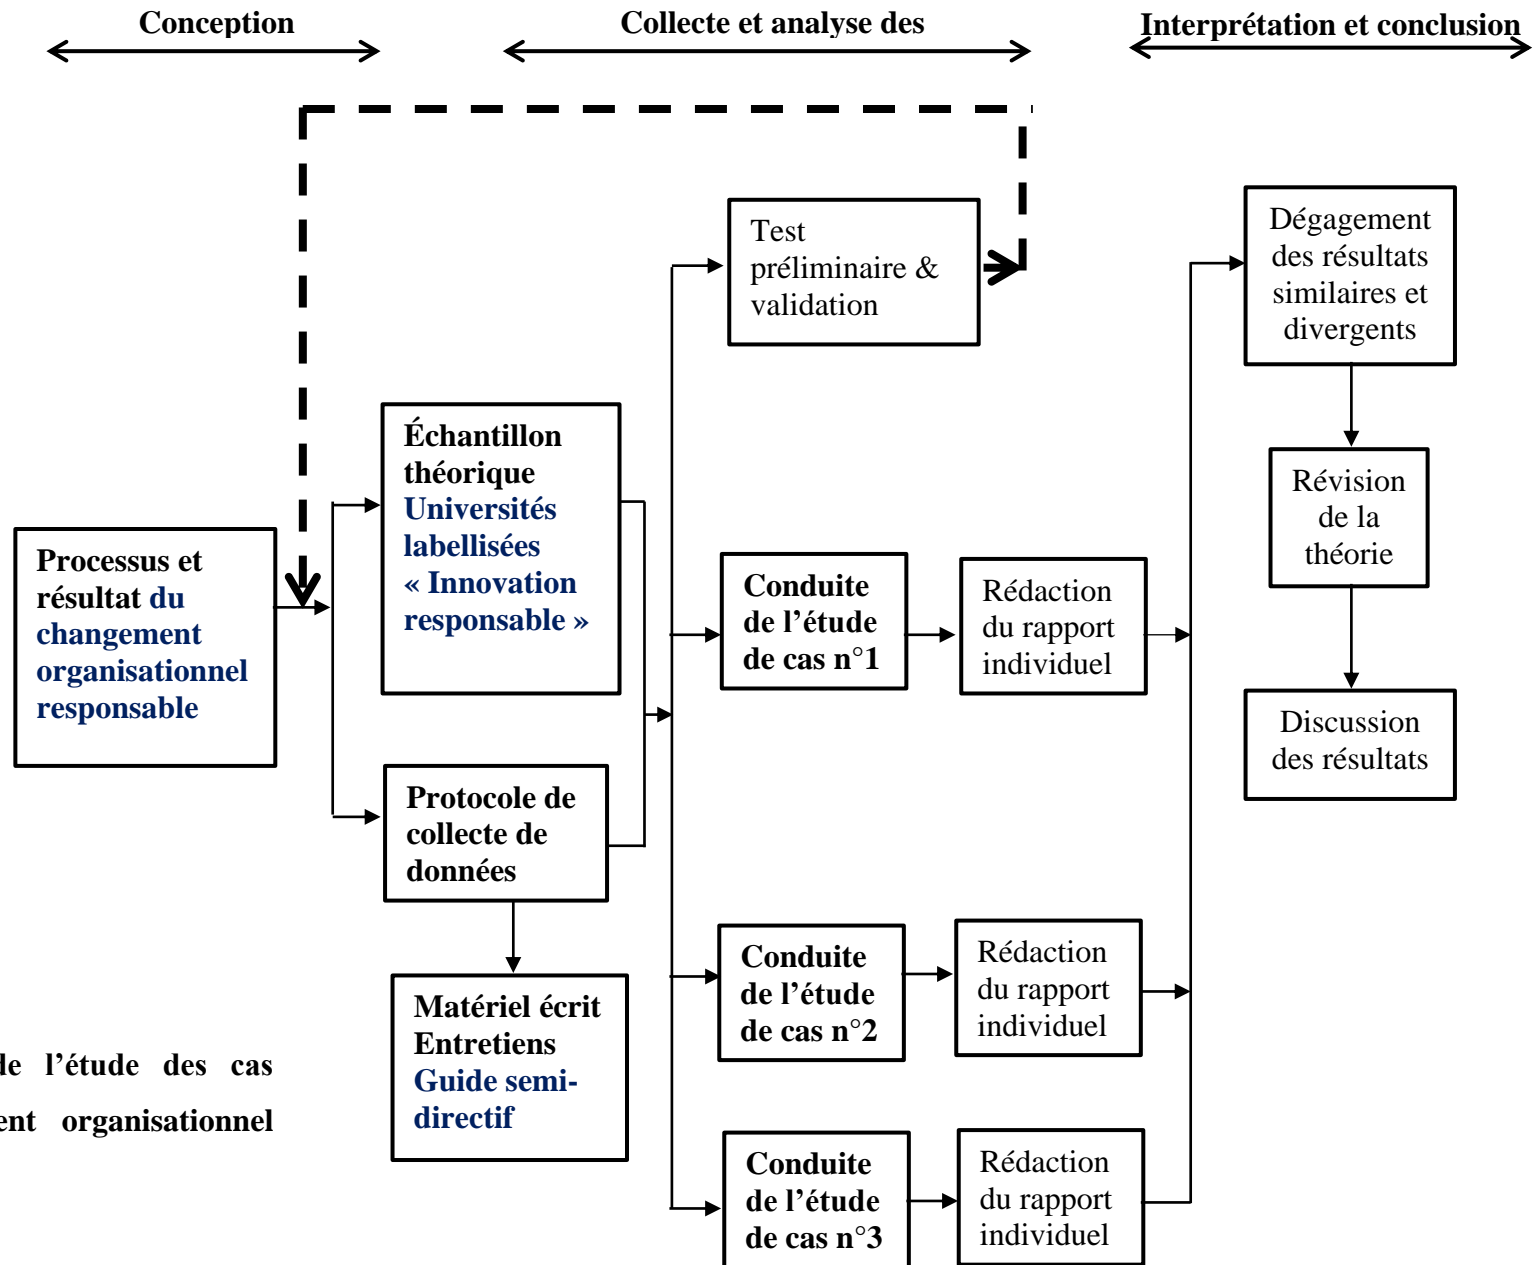 Conception
Collecte et analyse des
Interprétation et conclusion
Test
préliminaire &
validation
Dégagement
des résultats
similaires et
divergents
Échantillon
théorique
Universités
labellisées
« Innovation
responsable »
Révision
de la
théorie
Processus et
résultat du
changement
organisationnel
responsable
Conduite
de l’étude
de cas n°1
Rédaction
du rapport
individuel
Discussion
des résultats
Protocole de
collecte de
données
Conduite
de l’étude
de cas n°2
Rédaction
du rapport
individuel
Matériel écrit
Entretiens
Guide semi-
directif
de l’étude des cas
ent organisationnel
Conduite
de l’étude
de cas n°3
Rédaction
du rapport
individuel